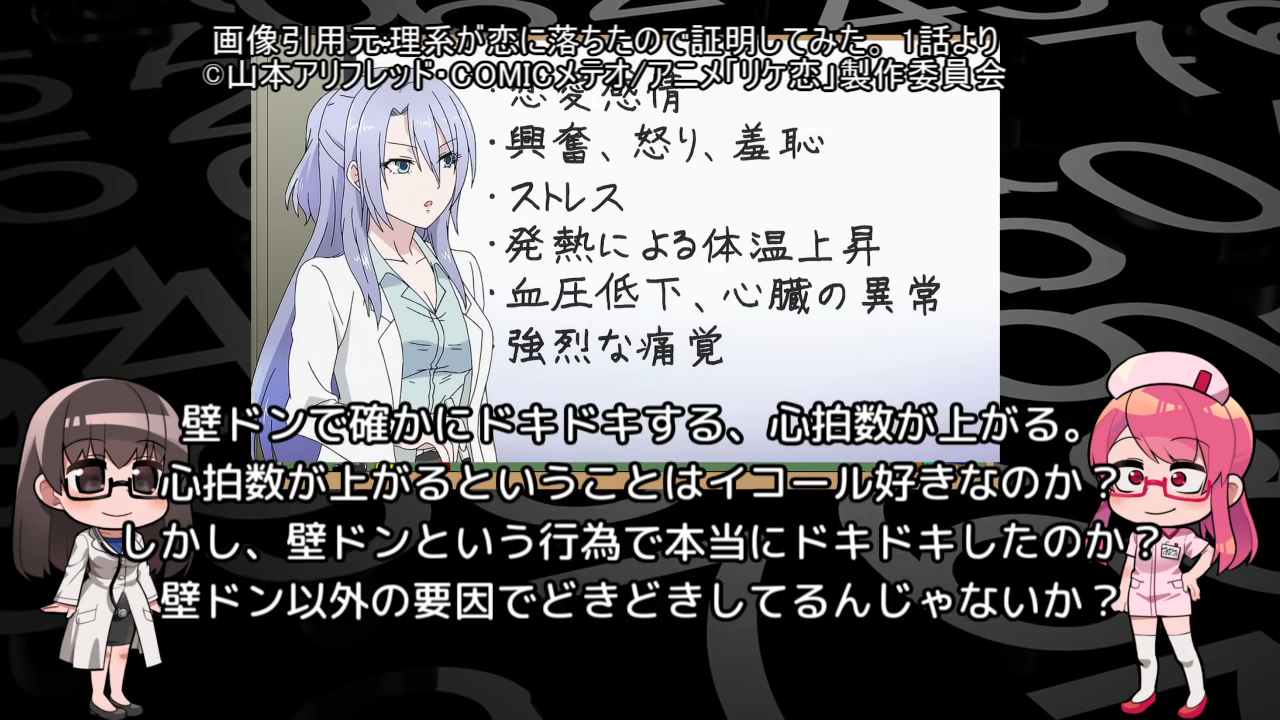 画像引用元:理系が恋に落ちたので証明してみた。1話より
©山本アリフレッド・COMICメテオ/アニメ「リケ恋」製作委員会
・恋愛感情
・興奮、怒り、羞恥
・ストレス
・発熱による体温上昇
・血圧低下、心臓の異常
・強烈な痛覚
壁ドンで確かにドキドキする、心拍数が上がる。
心拍数が上がるということはイコール好きなのか？
しかし、壁ドンという行為で本当にドキドキしたのか？
壁ドン以外の要因でどきどきしてるんじゃないか？